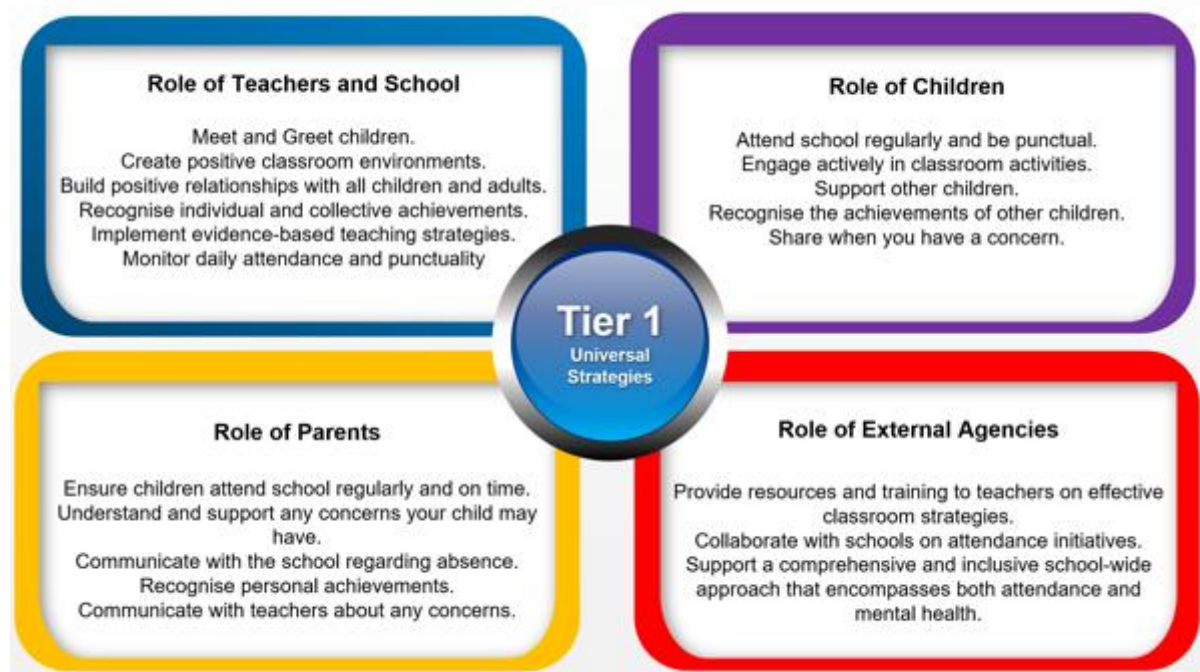 Role of Teachers and School
Meet and Greet children.
Create positive classroom environments.
Build positive relationships with all children and adults.
Recognise individual and collective achievements.
Implement evidence-based teaching strategies.
Monitor daily attendance and punctuality
Role of Children
Attend school regularly and be punctual.
Engage actively in classroom activities.
Support other children.
Recognise the achievements of other children.
Share when you have a concern.
Tier 1
Universal
Strategies
Role of Parents
Ensure children attend school regularly and on time.
Understand and support any concerns your child may
have.
Communicate with the school regarding absence.
Recognise personal achievements.
Communicate with teachers about any concerns.
Role of External Agencies
Provide resources and training to teachers on effective
classroom strategies.
Collaborate with schools on attendance initiatives.
Support a comprehensive and inclusive school-wide
approach that encompasses both attendance and
mental health.